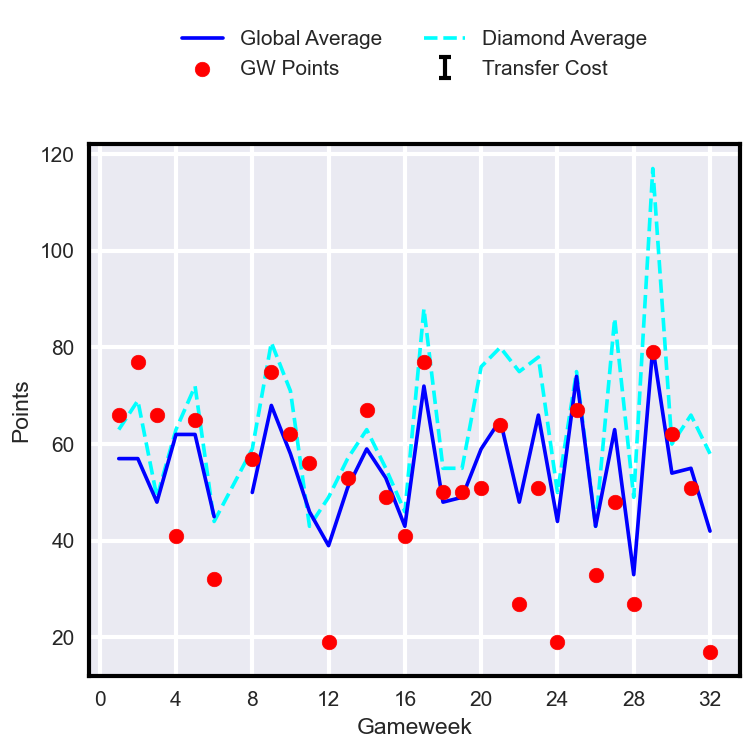 Global Average
Diamond Average
GW Points
Transfer Cost
120
100
80
60
40
20
Points
0 4 8 12 16 20 24 28 32
Gameweek